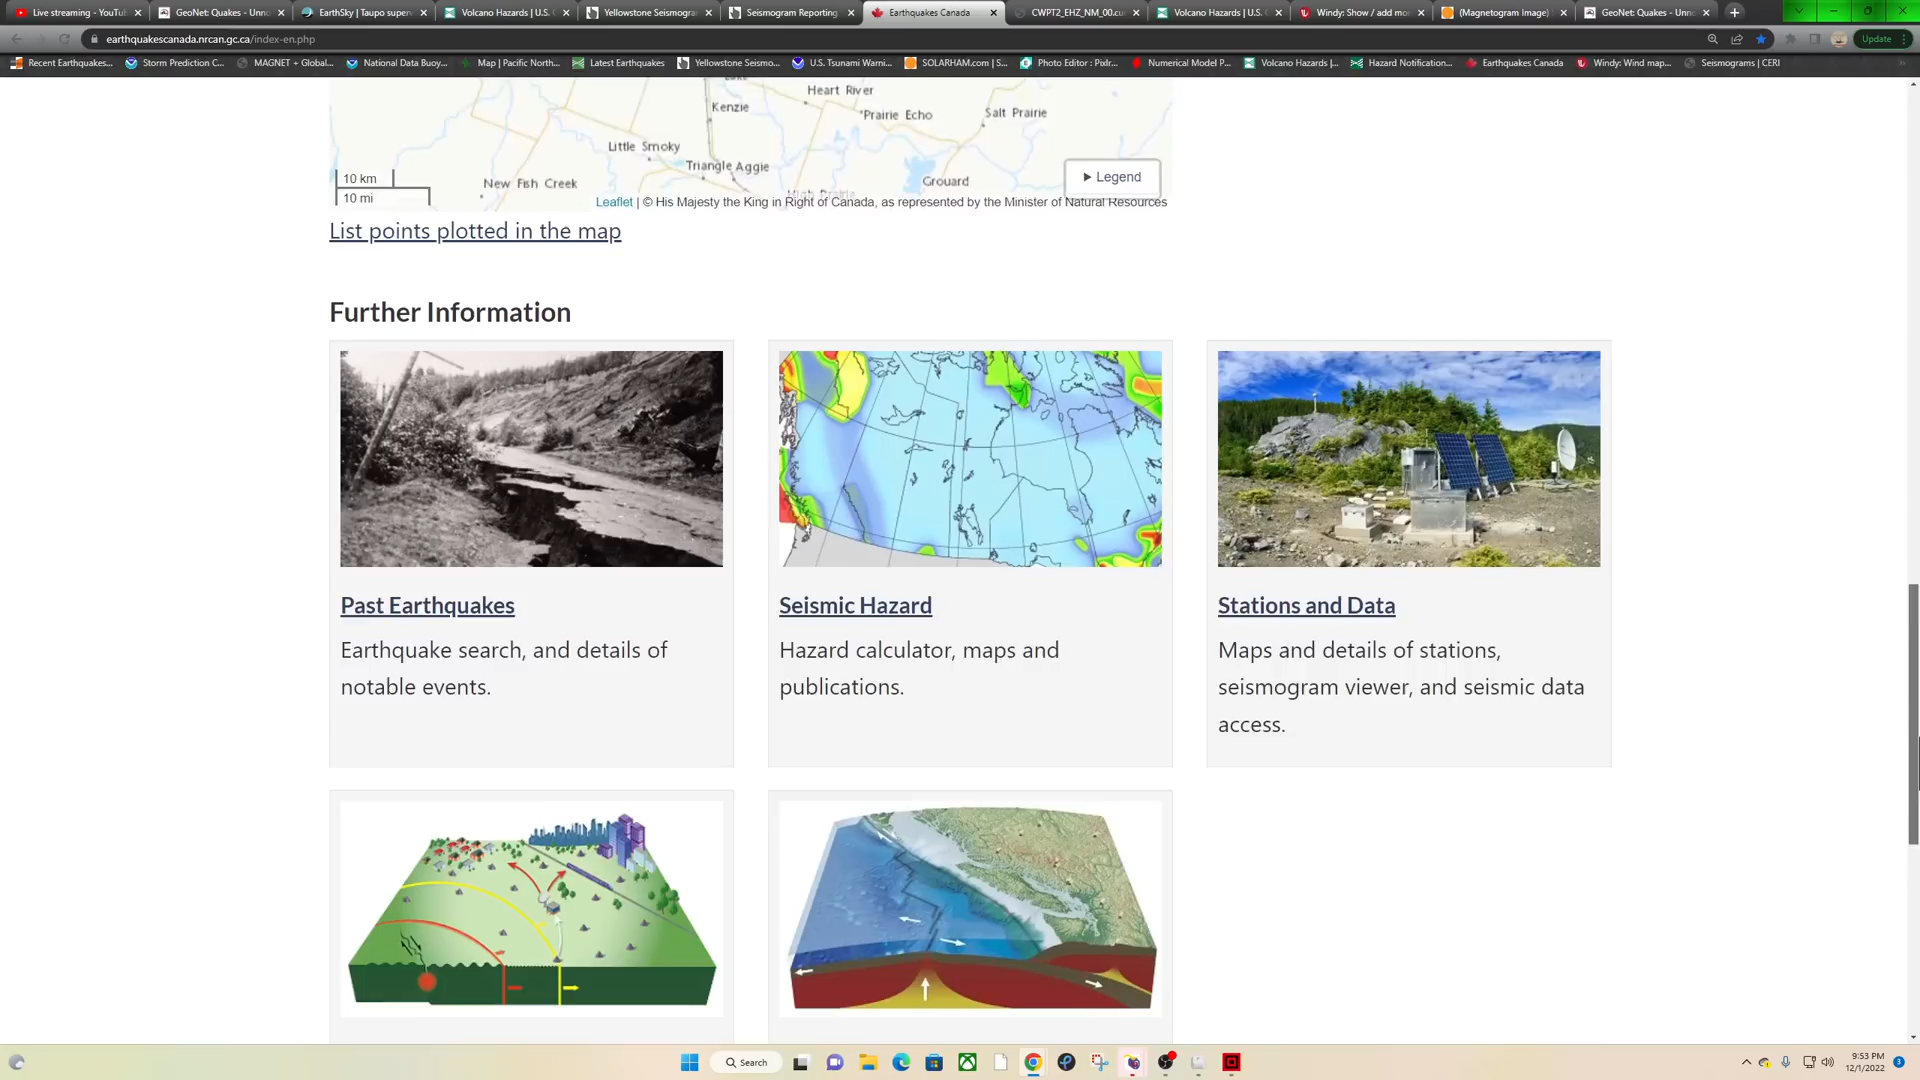 Live streaming - YouTu
GeoNet: Quakes - Unno
EarthSky | Taupo super
Volcano Hazards | U.S. G
Yellowstone Seismogra
Seismogram Reporting
Earthquakes Canada
CWPT2_EHZ_NM_00.cu
Volcano Hazards | U.S. G
Windy: Show / add mor
(Magnetogram Image)
GeoNet: Quakes - Unno
earthquakescanada.nrcan.gc.ca/index-en.php
Update
Recent Earthquakes...
Storm Prediction C...
MAGNET + Global...
National Data Buoy...
Map | Pacific North...
Latest Earthquakes
Yellowstone Seismo...
U.S. Tsunami Warni...
SOLARHAM.com | S...
Photo Editor : Pixlr...
Numerical Model P...
Volcano Hazards |...
Hazard Notification...
Earthquakes Canada
Windy: Wind map...
Seismograms | CERI
Heart River
Kenzie
Prairie Echo
Salt Prairie
Little Smoky
Triangle Aggie
New Fish Creek
High Prairie
Grouard
10 km
10 mi
Legend
Leaflet | © His Majesty the King in Right of Canada, as represented by the Minister of Natural Resources
List points plotted in the map
Further Information
Past Earthquakes
Earthquake search, and details of
notable events.
Seismic Hazard
Hazard calculator, maps and
publications.
Stations and Data
Maps and details of stations,
seismogram viewer, and seismic data
access.
Search
9:53 PM
12/1/2022
3